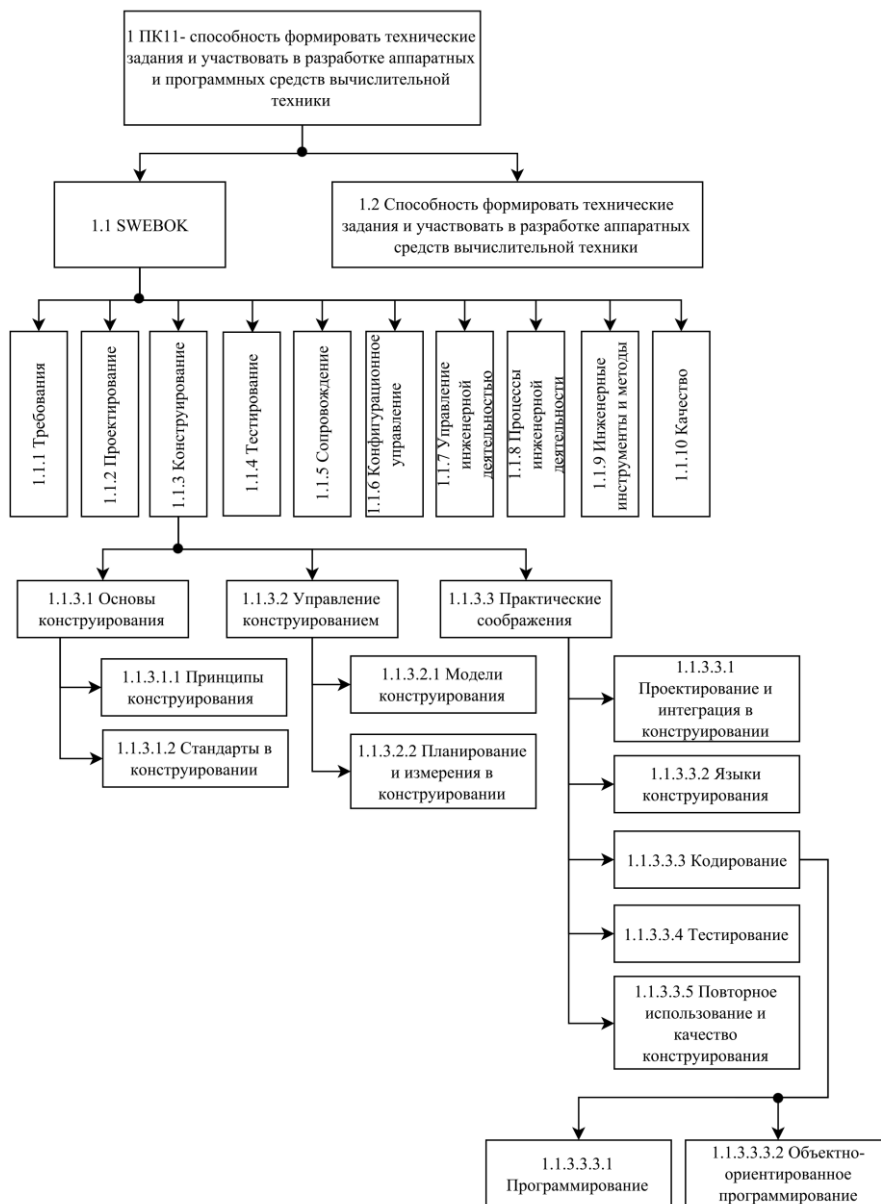 1 ПК11- способность формировать технические
задания и участвовать в разработке аппаратных
и программных средств вычислительной
техники
1.1 SWEBOK
1.2 Способность формировать технические
задания и участвовать в разработке аппаратных
средств вычислительной техники
1.1.1 Требования
1.1.2 Проектирование
1.1.3 Конструирование
1.1.4 Тестирование
1.1.5 Сопровождение
1.1.6 Конфигурационное
управление
1.1.7 Управление
инженерной
деятельностью
1.1.8 Процессы
инженерной
деятельности
1.1.9 Инженерные
инструменты и методы
1.1.10 Качество
1.1.3.1 Основы
конструирования
1.1.3.2 Управление
конструированием
1.1.3.3 Практические
соображения
1.1.3.1.1 Принципы
конструирования
1.1.3.1.2 Стандарты в
конструировании
1.1.3.2.1 Модели
конструирования
1.1.3.2.2 Планирование
и измерения в
конструировании
1.1.3.3.1
Проектирование и
интеграция в
конструировании
1.1.3.3.2 Языки
конструирования
1.1.3.3.3 Кодирование
1.1.3.3.4 Тестирование
1.1.3.3.5 Повторное
использование и
качество
конструирования
1.1.3.3.3.1
Программирование
1.1.3.3.3.2 Объектно-
ориентированное
программирование